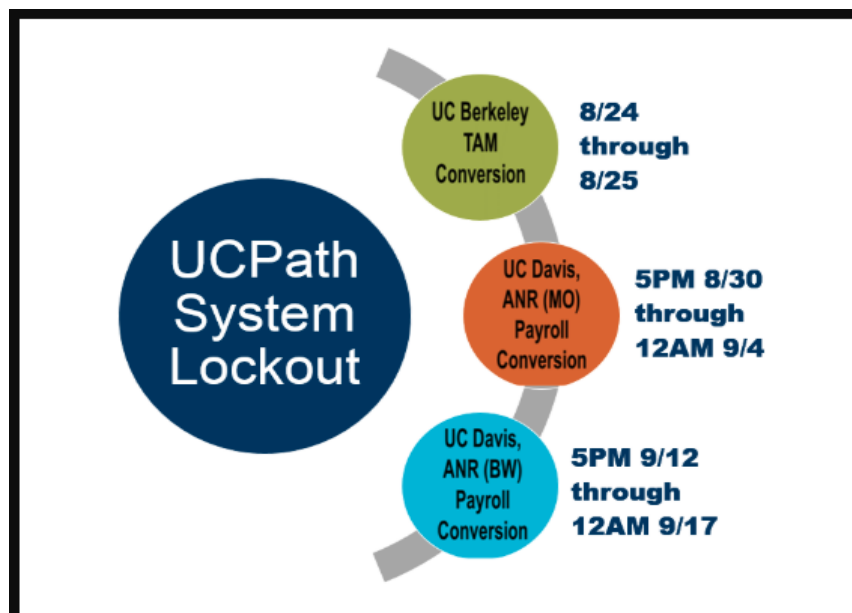 UCPath
System
Lockout
UC Berkeley
TAM
Conversion
8/24
through
8/25
UC Davis,
ANR (MO)
Payroll
Conversion
5PM 8/30
through
12AM 9/4
UC Davis,
ANR (BW)
Payroll
Conversion
5PM 9/12
through
12AM 9/17